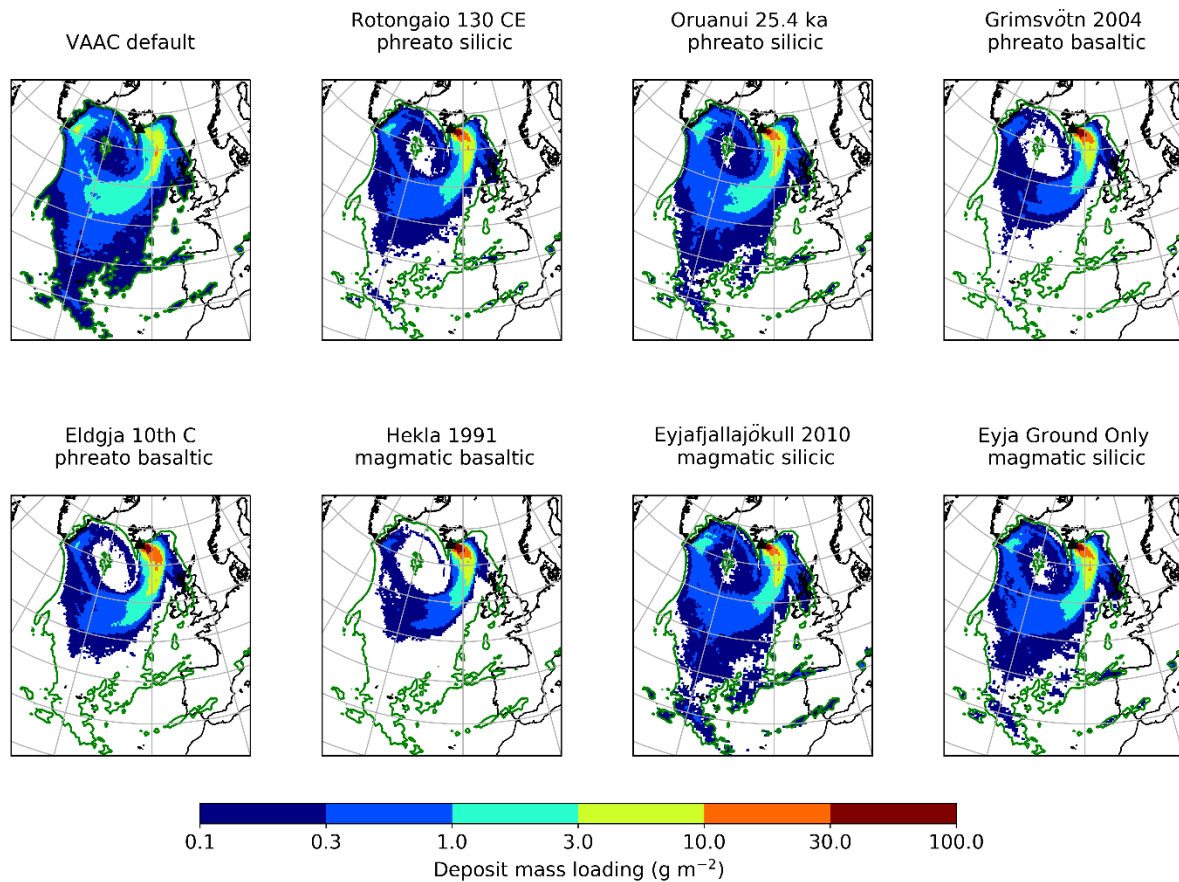 VAAC default
Rotongaio 130 CE
phreato silicic
Oruanui 25.4 ka
phreato silicic
Grimsvötn 2004
phreato basaltic
Eldgja 10th C
phreato basaltic
Hekla 1991
magmatic basaltic
Eyjafjallajökull 2010
magmatic silicic
Eyja Ground Only
magmatic silicic
0.1 0.3 1.0 3.0 10.0 30.0 100.0
Deposit mass loading (g m⁻²)